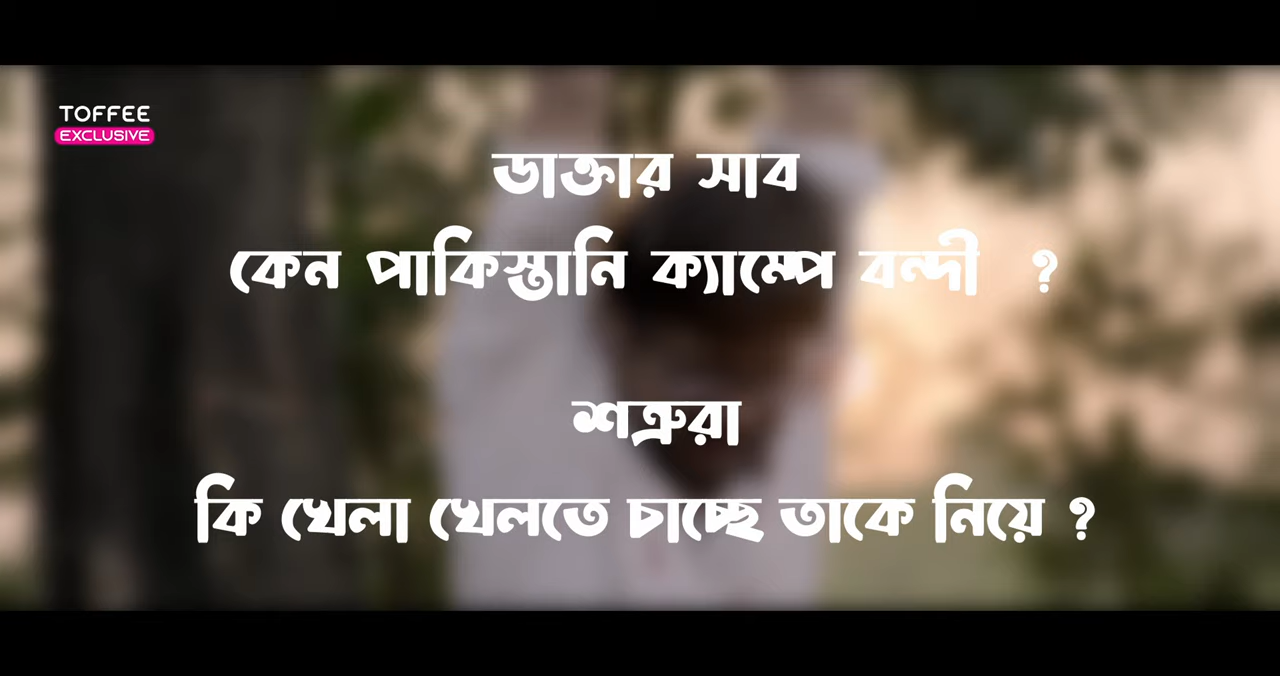 TOFFEE
EXCLUSIVE
ডাক্তার সাব
কেন পাকিস্তানি ক্যাম্পে বন্দী ?
শত্রুরা
কি খেলা খেলতে চাচ্ছে তাকে নিয়ে ?